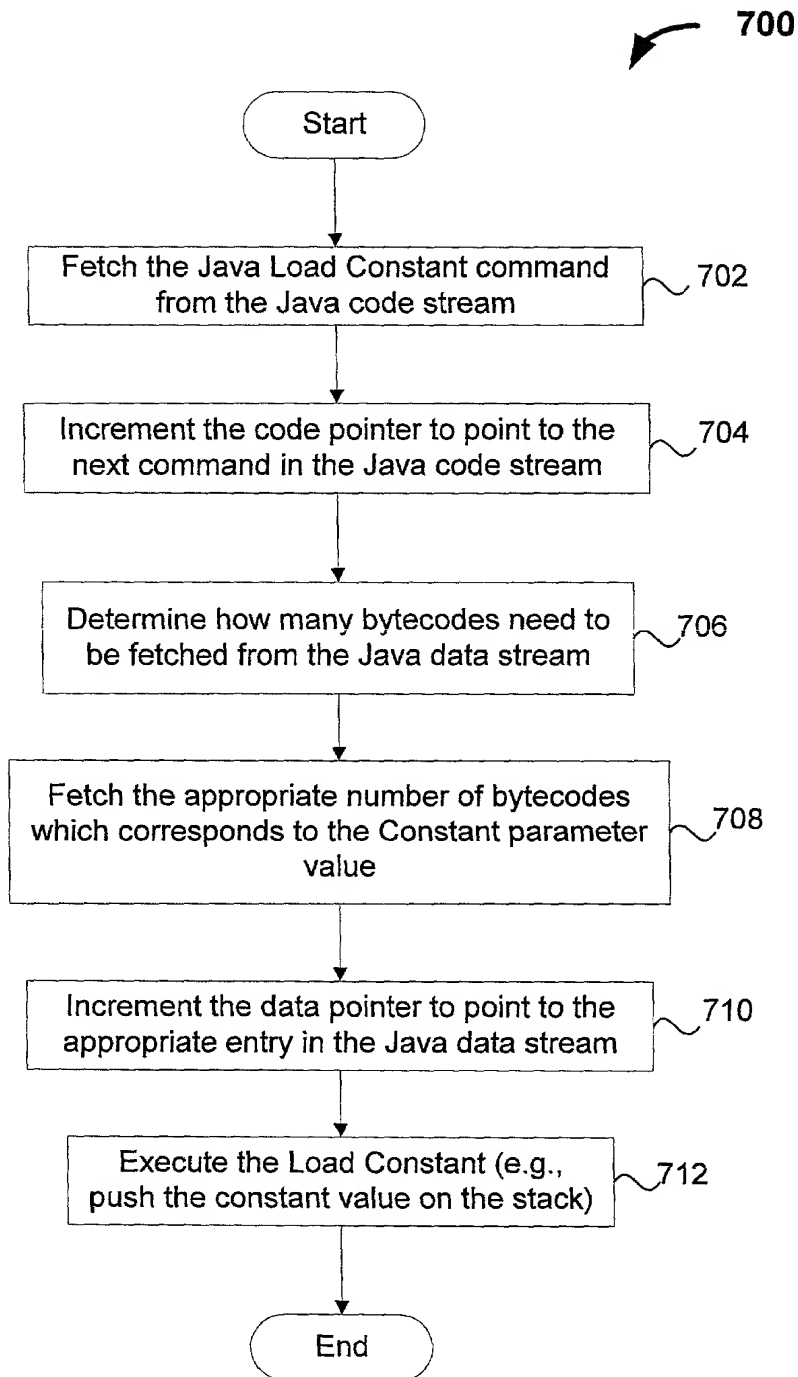 700
Start
Fetch the Java Load Constant command
from the Java code stream
702
Increment the code pointer to point to the
next command in the Java code stream
704
Determine how many bytecodes need to
be fetched from the Java data stream
706
Fetch the appropriate number of bytecodes
which corresponds to the Constant parameter
value
708
Increment the data pointer to point to the
appropriate entry in the Java data stream
710
Execute the Load Constant (e.g.,
push the constant value on the stack)
712
End